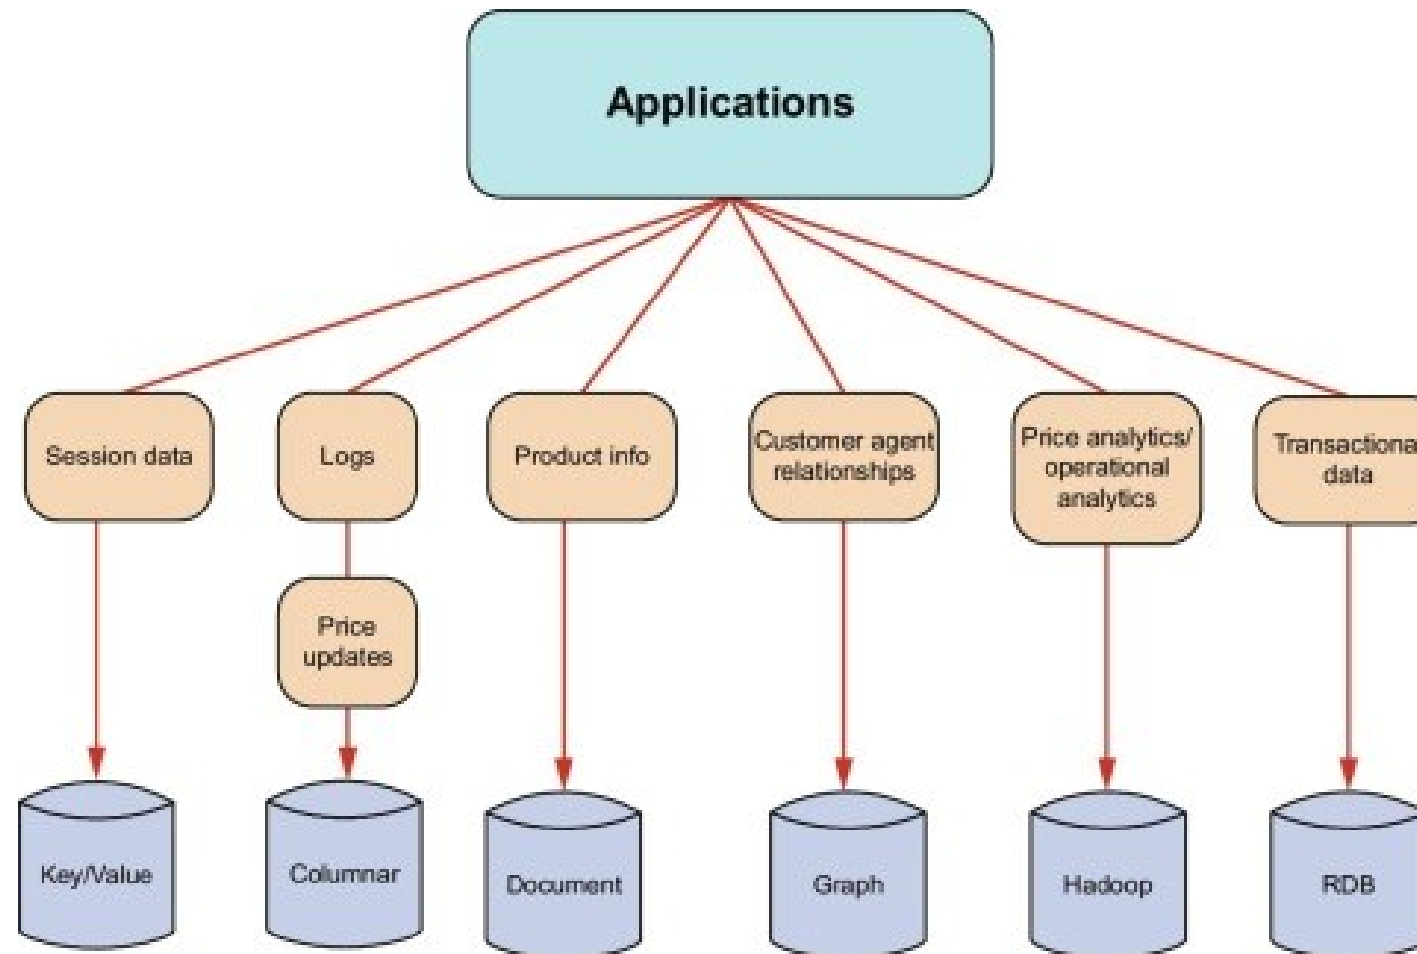 Applications
Session data
Logs
Product info
Customer agent
relationships
Price analytics/
operational
analytics
Transactiona
data
Price
updates
Key/Value
Columnar
Document
Graph
Hadoop
RDB